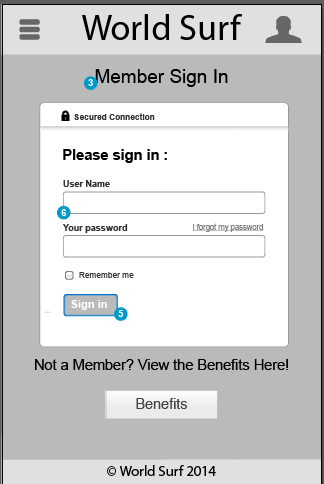 World Surf
3 Member Sign In
Secured Connection
Please sign in :
User Name
6
Your password I forgot my password
Remember me
Sign in
5
Not a Member? View the Benefits Here!
Benefits
© World Surf 2014